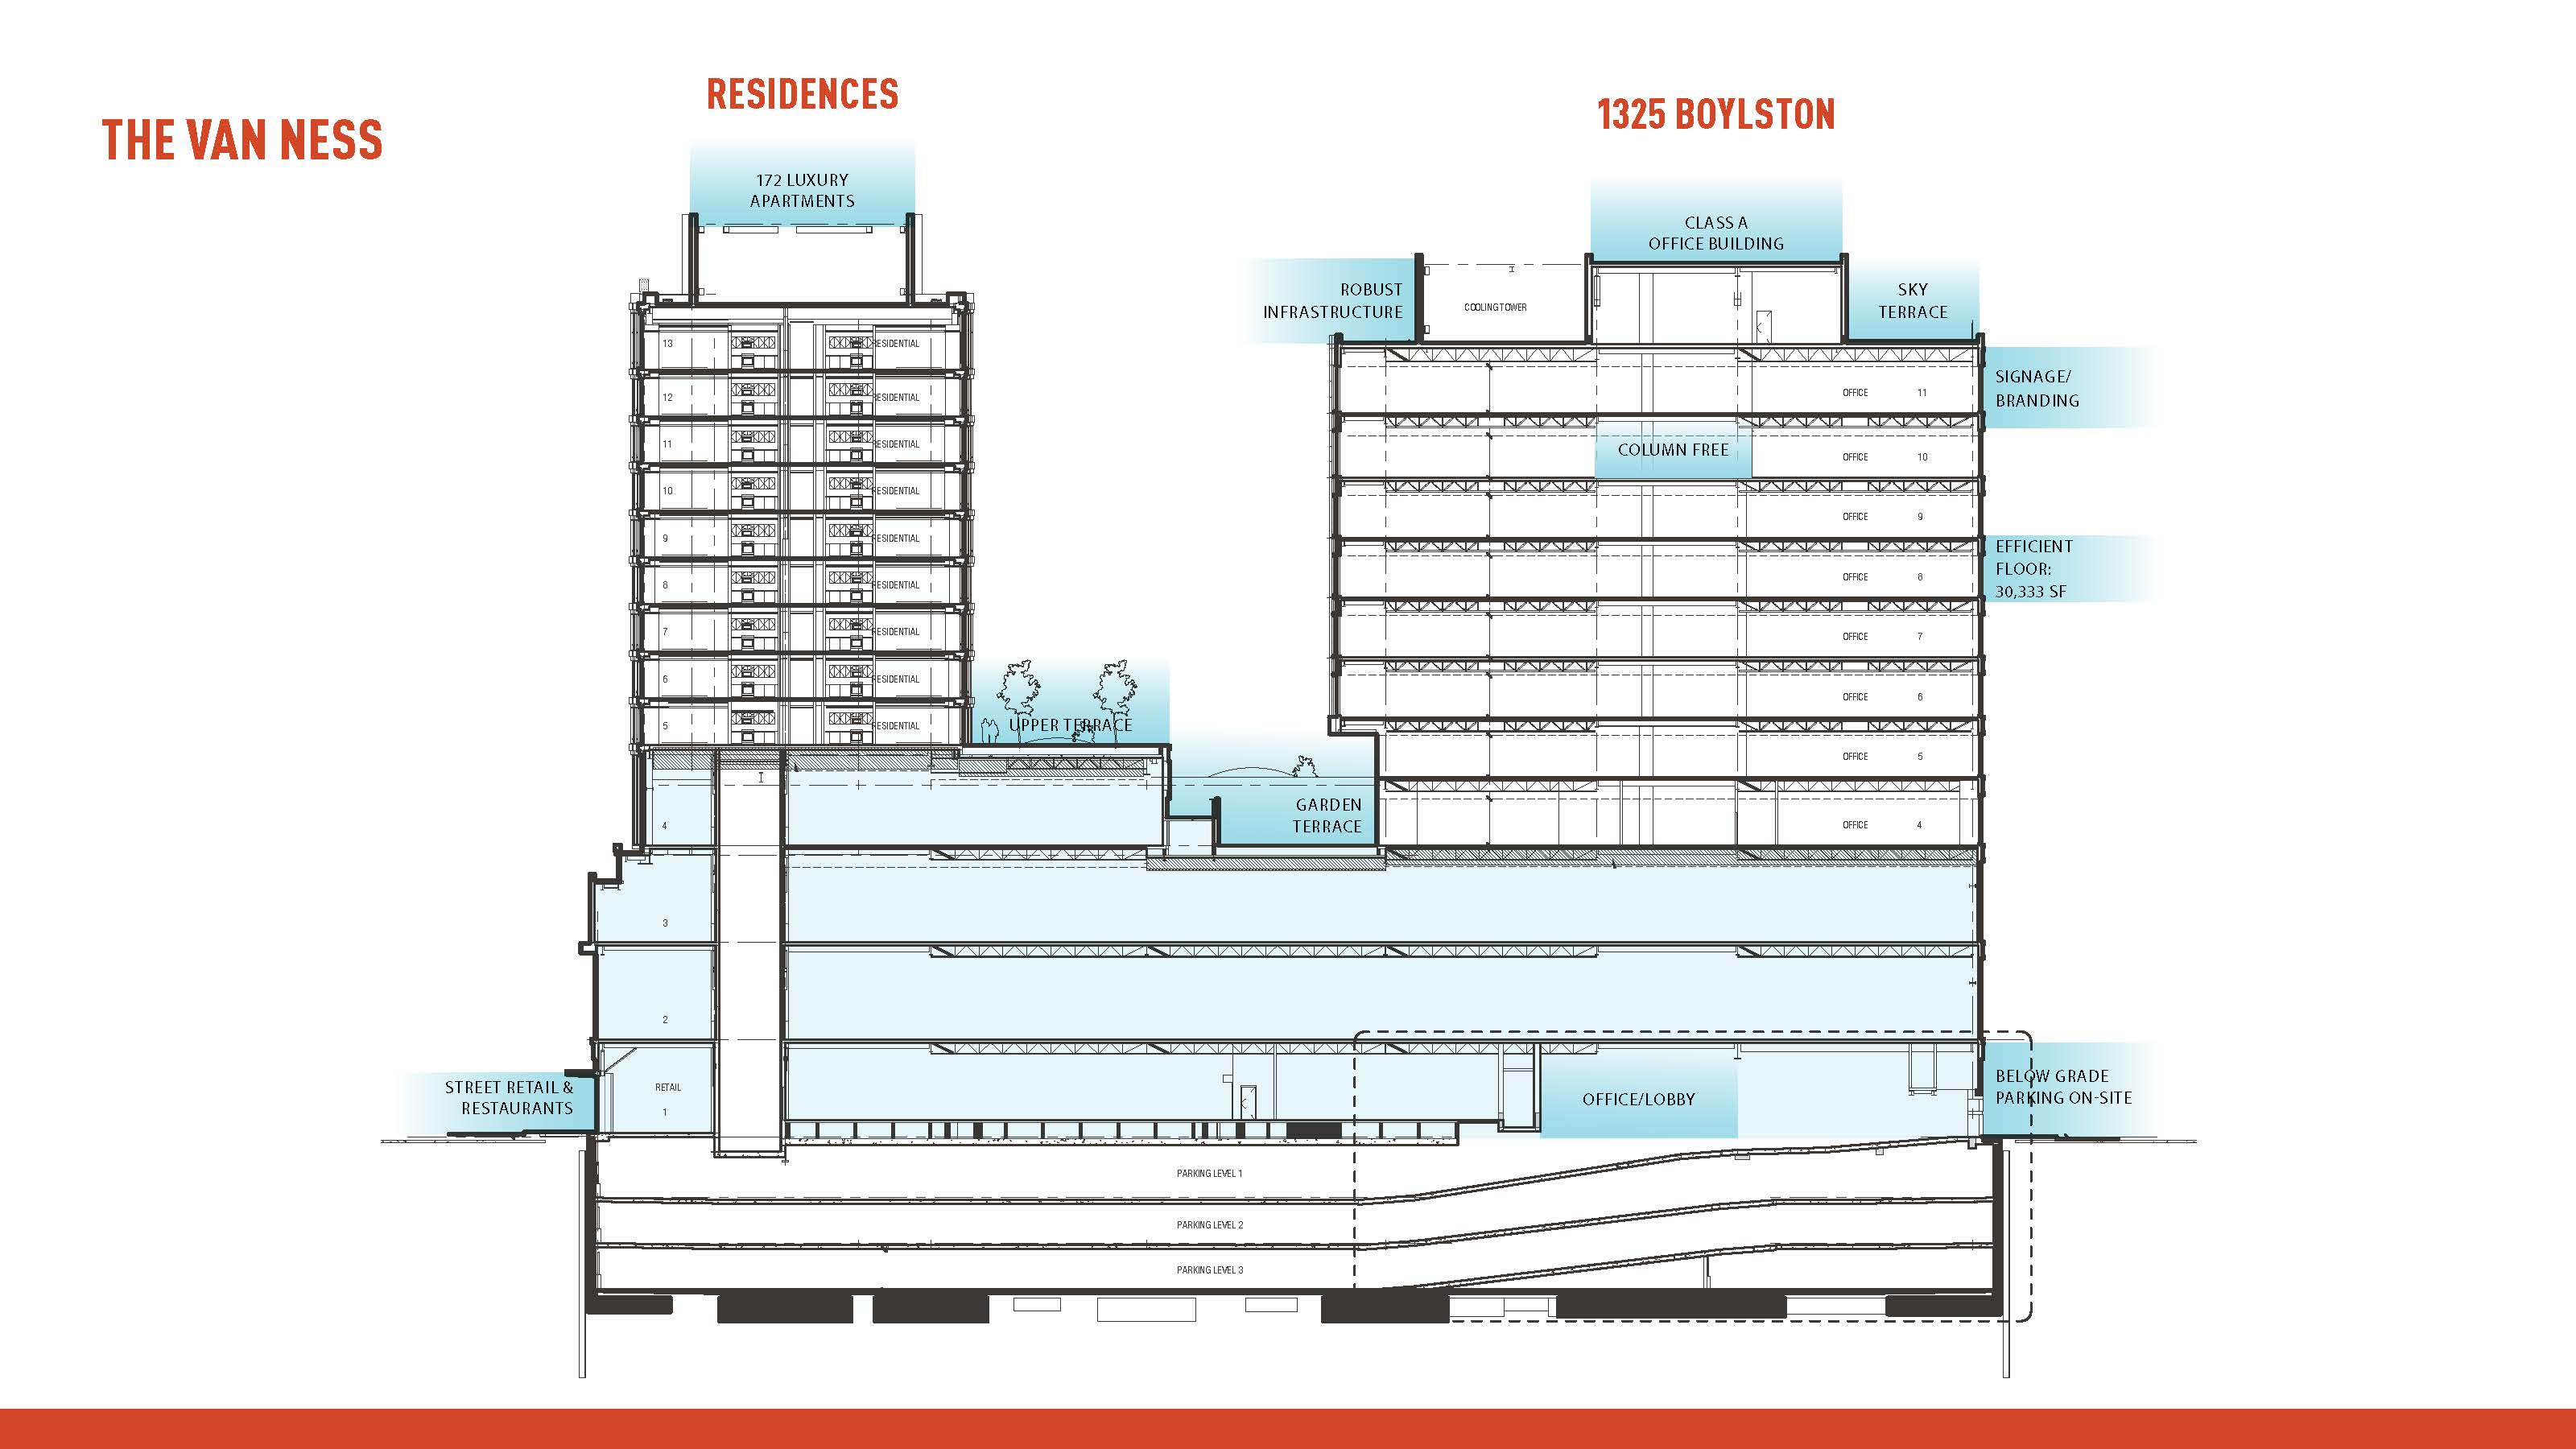 THE VAN NESS
RESIDENCES
1325 BOYLSTON
172 LUXURY
APARTMENTS
CLASS A
OFFICE BUILDING
ROBUST
INFRASTRUCTURE
COOLING TOWER
SKY
TERRACE
13 RESIDENTIAL
12 RESIDENTIAL
11 RESIDENTIAL
10 RESIDENTIAL
9 RESIDENTIAL
8 RESIDENTIAL
7 RESIDENTIAL
6 RESIDENTIAL
5 RESIDENTIAL
UPPER TERRACE
GARDEN
TERRACE
OFFICE 11
SIGNAGE/
BRANDING
COLUMN FREE
OFFICE 10
OFFICE 9
EFFICIENT
FLOOR:
30,333 SF
OFFICE 8
OFFICE 7
OFFICE 6
OFFICE 5
OFFICE 4
4
3
2
STREET RETAIL &
RESTAURANTS
RETAIL
1
OFFICE/LOBBY
BELOW GRADE
PARKING ON-SITE
PARKING LEVEL 1
PARKING LEVEL 2
PARKING LEVEL 3